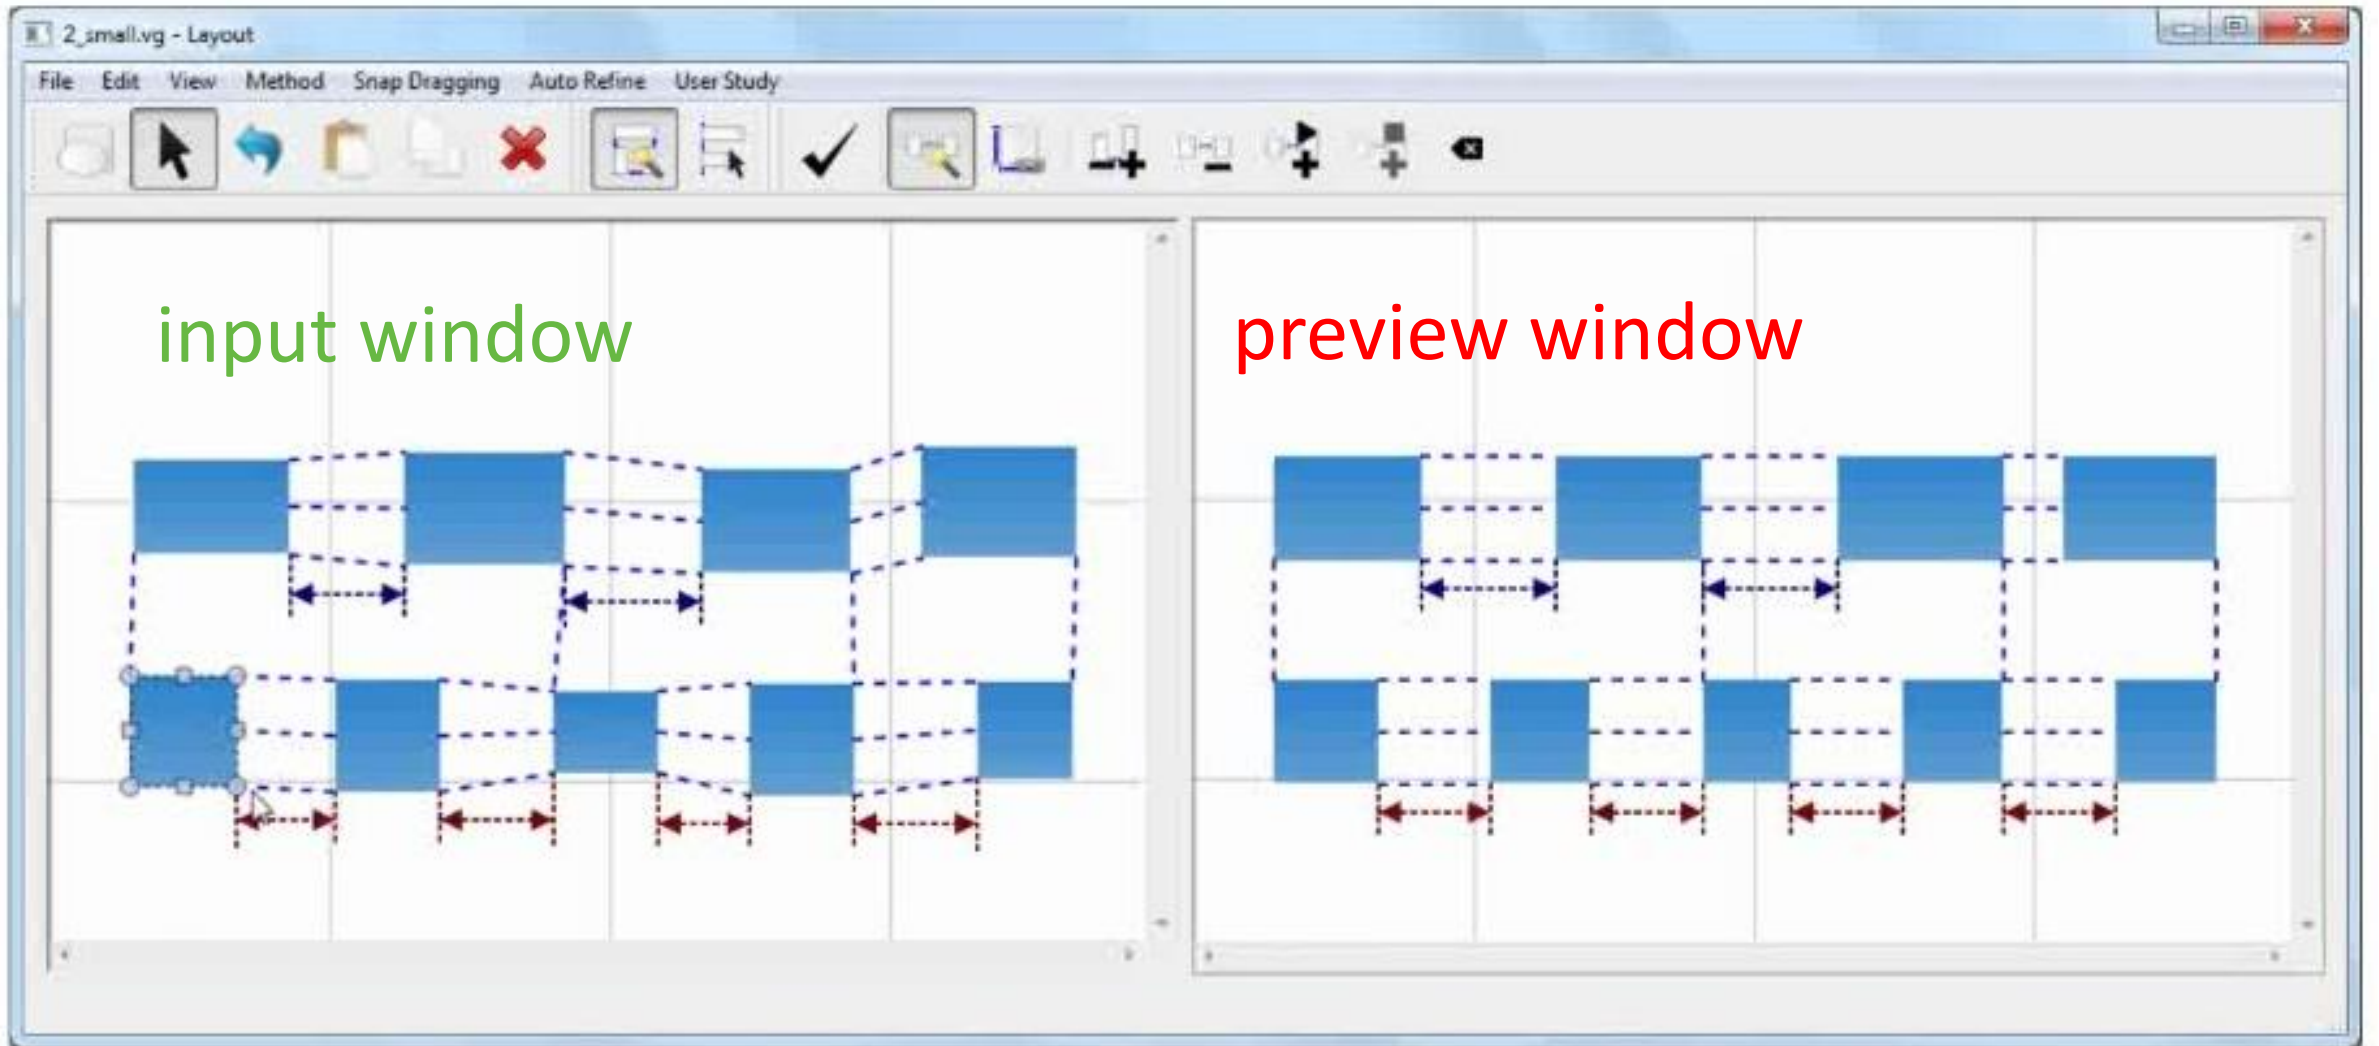 2_small.vg - Layout
File Edit View Method Snap Dragging Auto Refine User Study
input window
preview window